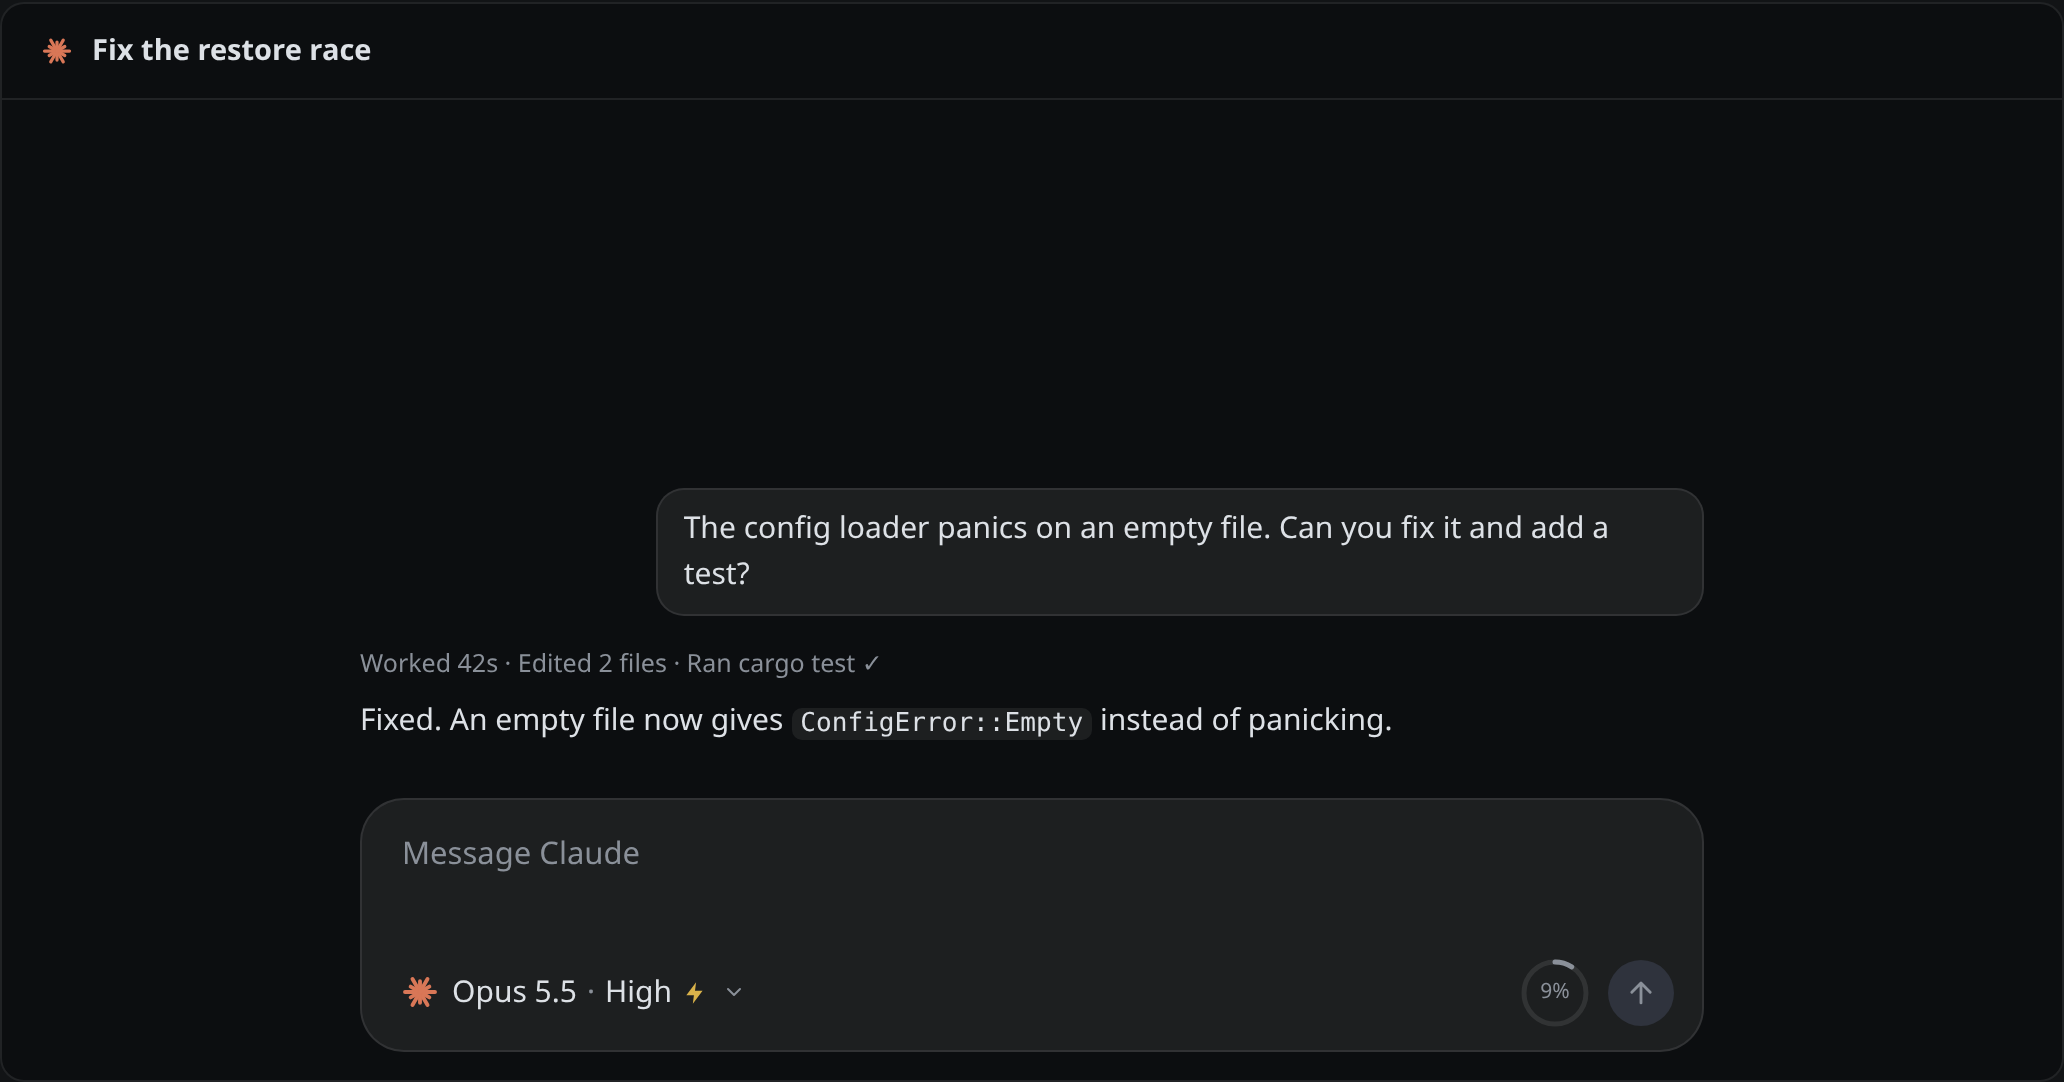 Fix the restore race
The config loader panics on an empty file. Can you fix it and add a
test?
Worked 42s · Edited 2 files · Ran cargo test ✓
Fixed. An empty file now gives ConfigError::Empty instead of panicking.
Message Claude
Opus 5.5 · High
9%